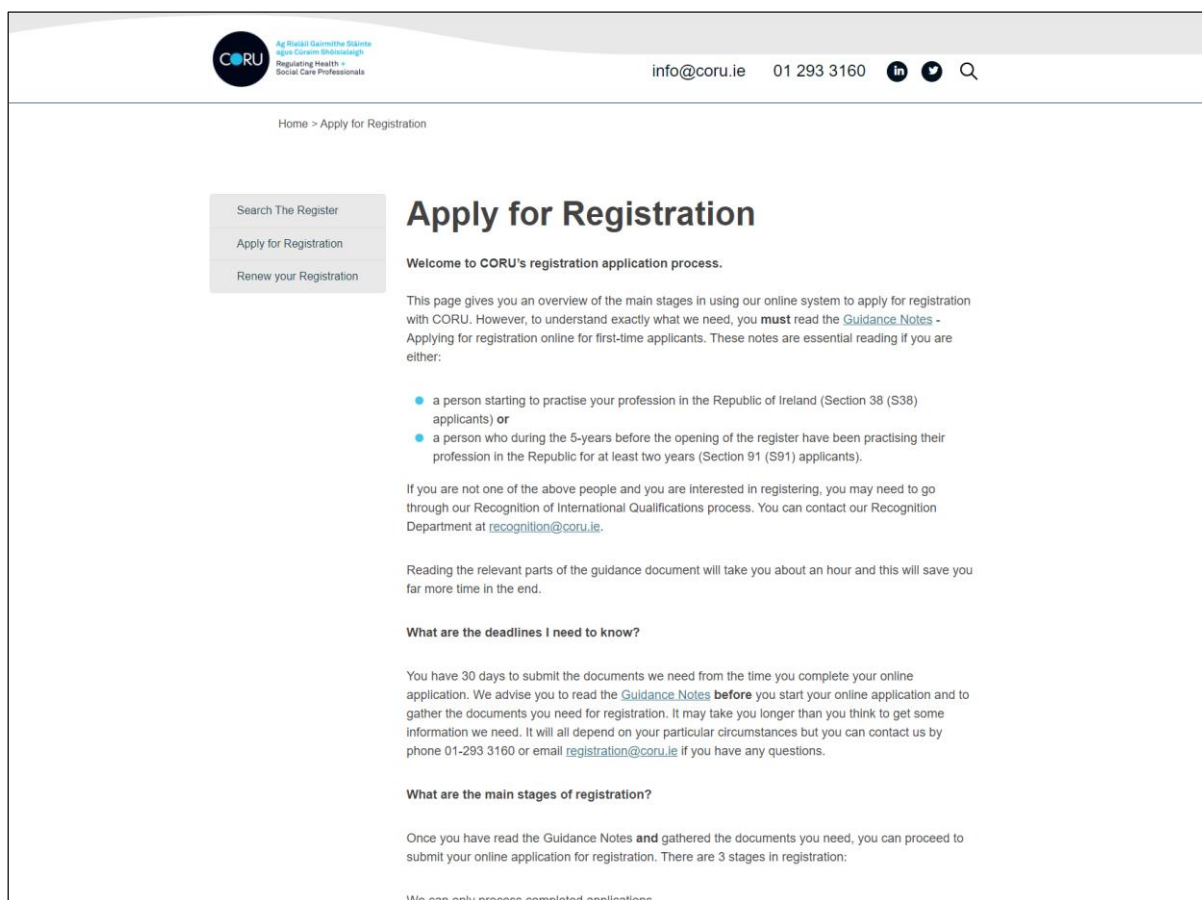 CORU
Ag Rialáil Gairmithe Sláinte
agus Cúraim Shóisialaigh
Regulating Health +
Social Care Professionals
info@coru.ie 01 293 3160 in
Home > Apply for Registration
Search The Register
Apply for Registration
Renew your Registration
Apply for Registration
Welcome to CORU's registration application process.
This page gives you an overview of the main stages in using our online system to apply for registration
with CORU. However, to understand exactly what we need, you must read the Guidance Notes -
Applying for registration online for first-time applicants. These notes are essential reading if you are
either:
a person starting to practise your profession in the Republic of Ireland (Section 38 (S38)
applicants) or
a person who during the 5-years before the opening of the register have been practising their
profession in the Republic for at least two years (Section 91 (S91) applicants).
If you are not one of the above people and you are interested in registering, you may need to go
through our Recognition of International Qualifications process. You can contact our Recognition
Department at recognition@coru.ie.
Reading the relevant parts of the guidance document will take you about an hour and this will save you
far more time in the end.
What are the deadlines I need to know?
You have 30 days to submit the documents we need from the time you complete your online
application. We advise you to read the Guidance Notes before you start your online application and to
gather the documents you need for registration. It may take you longer than you think to get some
information we need. It will all depend on your particular circumstances but you can contact us by
phone 01-293 3160 or email registration@coru.ie if you have any questions.
What are the main stages of registration?
Once you have read the Guidance Notes and gathered the documents you need, you can proceed to
submit your online application for registration. There are 3 stages in registration:
We can only process completed applications